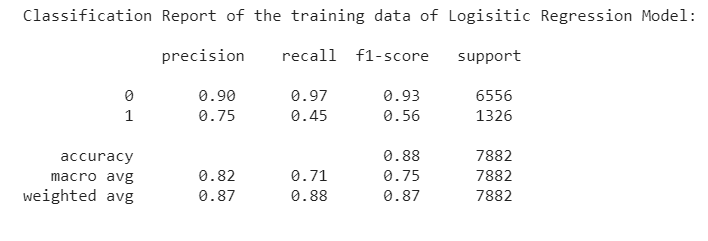 Classification Report of the training data of Logisitic Regression Model:
precision recall f1-score support
0 0.90 0.97 0.93 6556
1 0.75 0.45 0.56 1326
accuracy 0.88 7882
macro avg 0.82 0.71 0.75 7882
weighted avg 0.87 0.88 0.87 7882